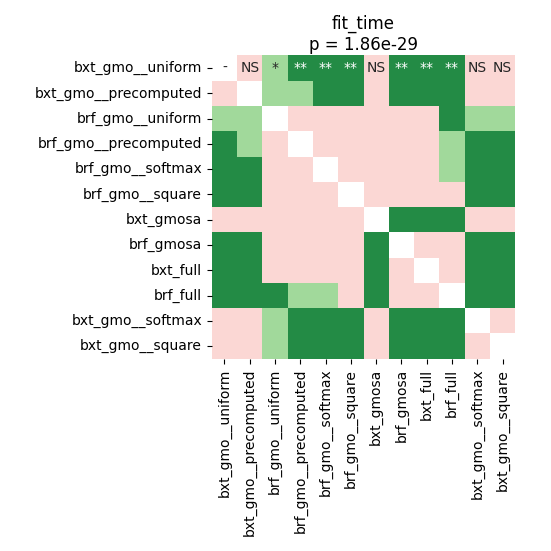 fit_time
p = 1.86e-29
bxt_gmo__uniform - NS * ** ** ** NS ** ** ** NS NS
bxt_gmo__precomputed
brf_gmo__uniform
brf_gmo__precomputed
brf_gmo__softmax
brf_gmo__square
bxt_gmosa
brf_gmosa
bxt_full
brf_full
bxt_gmo__softmax
bxt_gmo__square
bxt_gmo__uniform
bxt_gmo__precomputed
brf_gmo__uniform
brf_gmo__precomputed
brf_gmo__softmax
brf_gmo__square
bxt_gmosa
brf_gmosa
bxt_full
brf_full
bxt_gmo__softmax
bxt_gmo__square